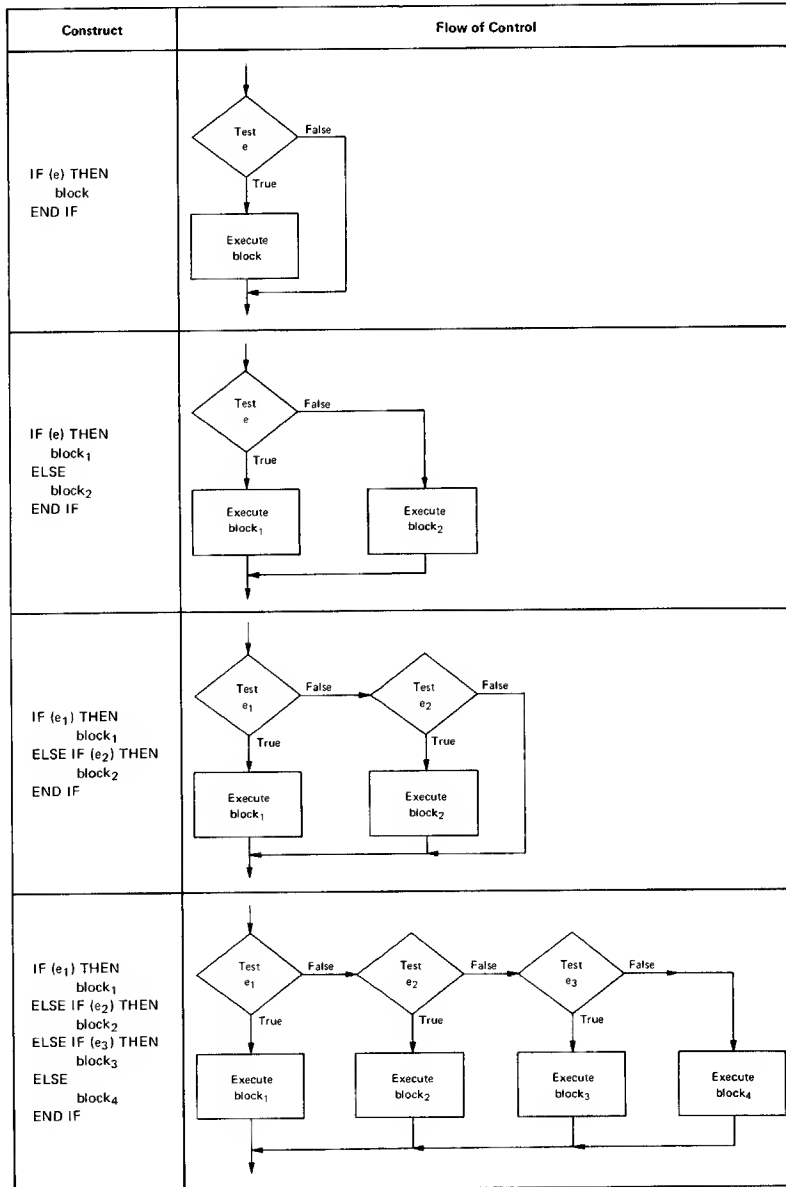 Construct
Flow of Control
IF (e) THEN
block
END IF
Test
e
False
True
Execute
block
IF (e) THEN
block₁
ELSE
block₂
END IF
Test
e
False
True
Execute
block₁
Execute
block₂
IF (e₁) THEN
block₁
ELSE IF (e₂) THEN
block₂
END IF
Test
e₁
False
Test
e₂
False
True
True
Execute
block₁
Execute
block₂
IF (e₁) THEN
block₁
ELSE IF (e₂) THEN
block₂
ELSE IF (e₃) THEN
block₃
ELSE
block₄
END IF
Test
e₁
False
Test
e₂
False
Test
e₃
False
True
True
True
Execute
block₁
Execute
block₂
Execute
block₃
Execute
block₄